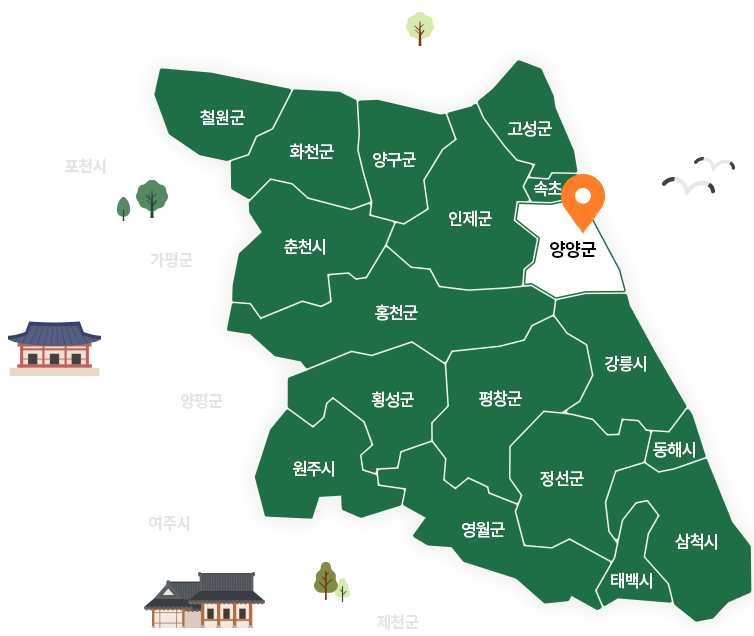 철원군
화천군
양구군
고성군
포천시
속초
인제군
춘천시
양양군
가평군
홍천군
강릉시
횡성군
평창군
양평군
원주시
동해시
정선군
여주시
영월군
삼척시
태백시
제천군